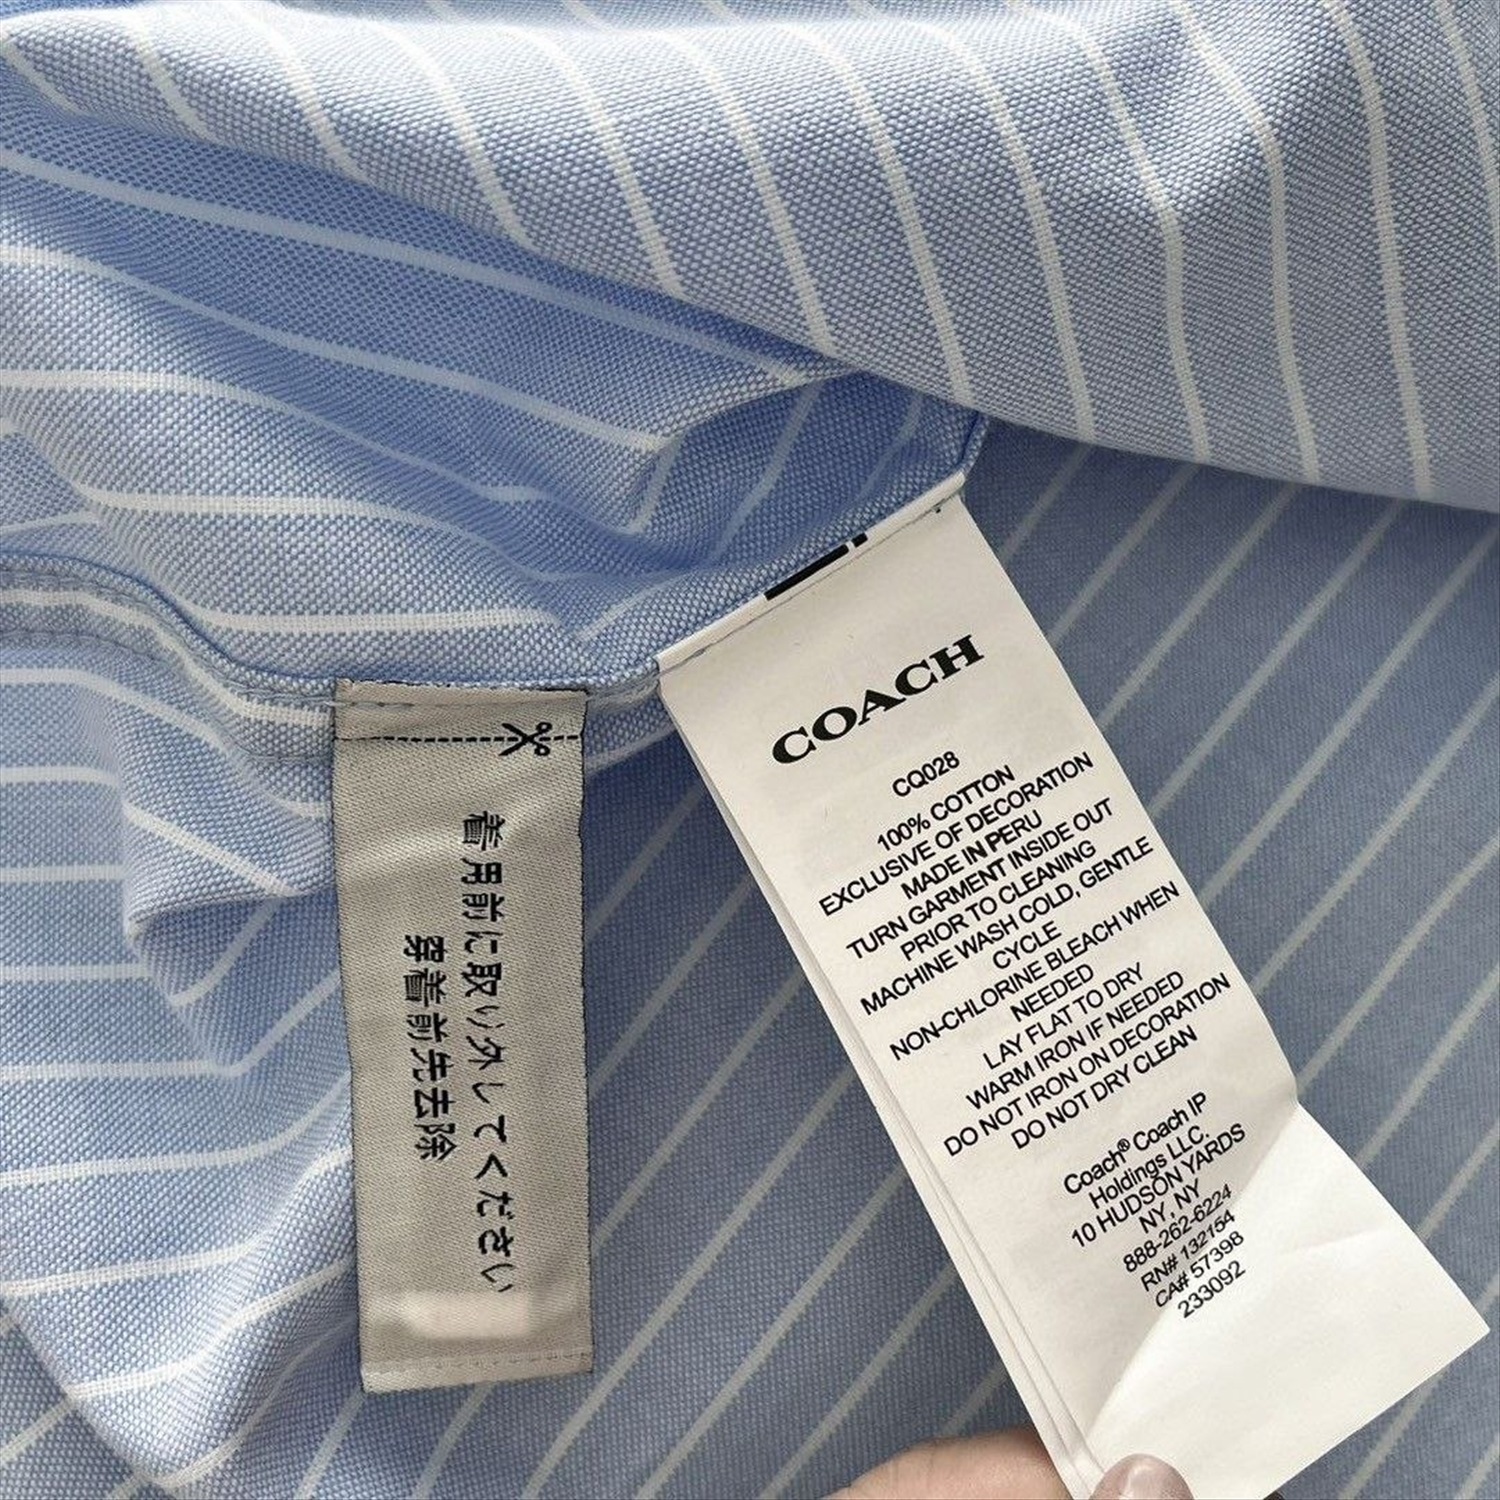 着用前に取り外してください
穿着前先去除
COACH
CQ028
100% COTTON
EXCLUSIVE OF DECORATION
MADE IN PERU
TURN GARMENT INSIDE OUT
PRIOR TO CLEANING
MACHINE WASH COLD, GENTLE
CYCLE
NON-CHLORINE BLEACH WHEN
NEEDED
LAY FLAT TO DRY
WARM IRON IF NEEDED
DO NOT IRON ON DECORATION
DO NOT DRY CLEAN
Coach® Coach IP
Holdings LLC.
10 HUDSON YARDS
NY, NY
888-262-6224
RN# 132154
CA# 57398
233092